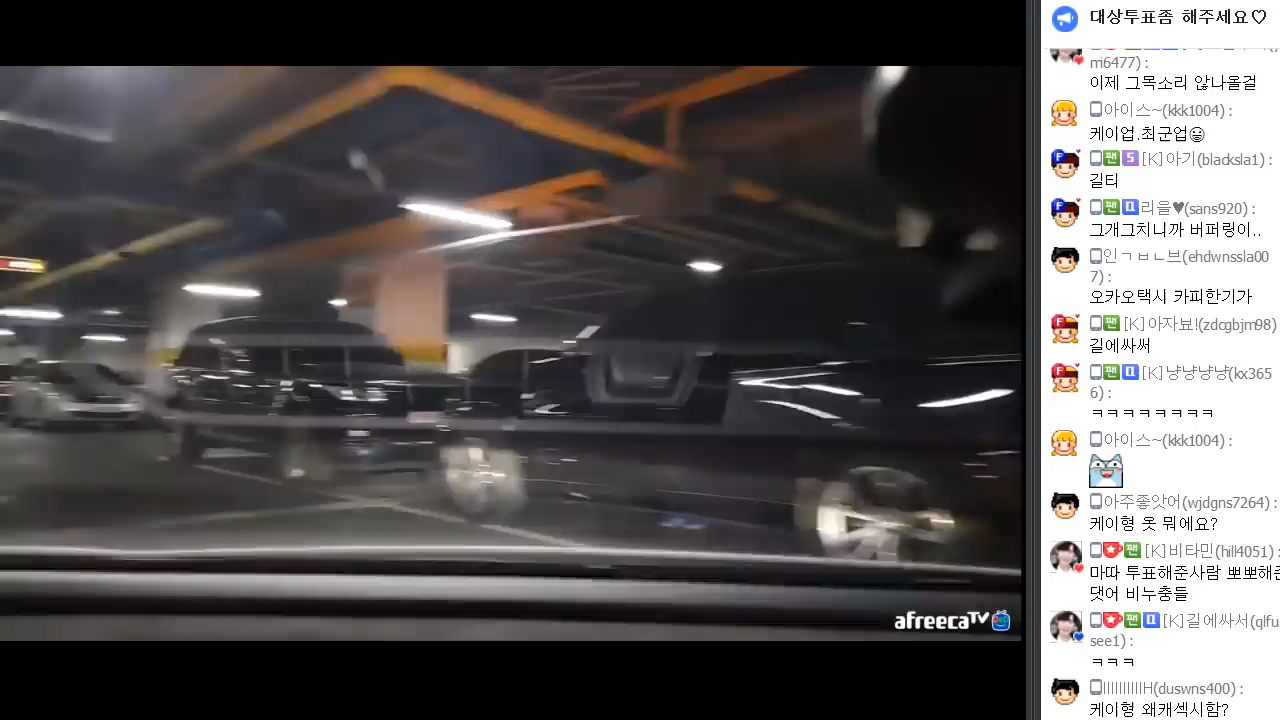 afreecaTV
대상투표좀 해주세요♡
mi6477) :
이제 그목소리 않나올걸
아이스~(kkk1004) :
케이업.최군업😀
팬 S [K]아기(blacksla1) :
길티
팬 리을♥(sans920) :
그개그치니까 버퍼링이..
인ㄱㅂㄴ브(ehdwnssla00
7) :
오카오택시 카피한기가
팬 [K]아자뵤!(zdcgbjm98)
길에싸써
팬 [K]냥냥냥냥(kx365
6) :
ㅋㅋㅋㅋㅋㅋㅋㅋ
아이스~(kkk1004) :
아주좋앗어(wjdgns7264) :
케이형 옷 뭐에요?
팬 [K]비타민(hill4051) :
마따 투표해준사람 뽀뽀해준
댓어 비누춤들
팬 [K]길에싸서(qlfu
see1) :
ㅋㅋㅋ
IIIIIIIIIIH(duswns400) :
케이형 왜캐섹시함?